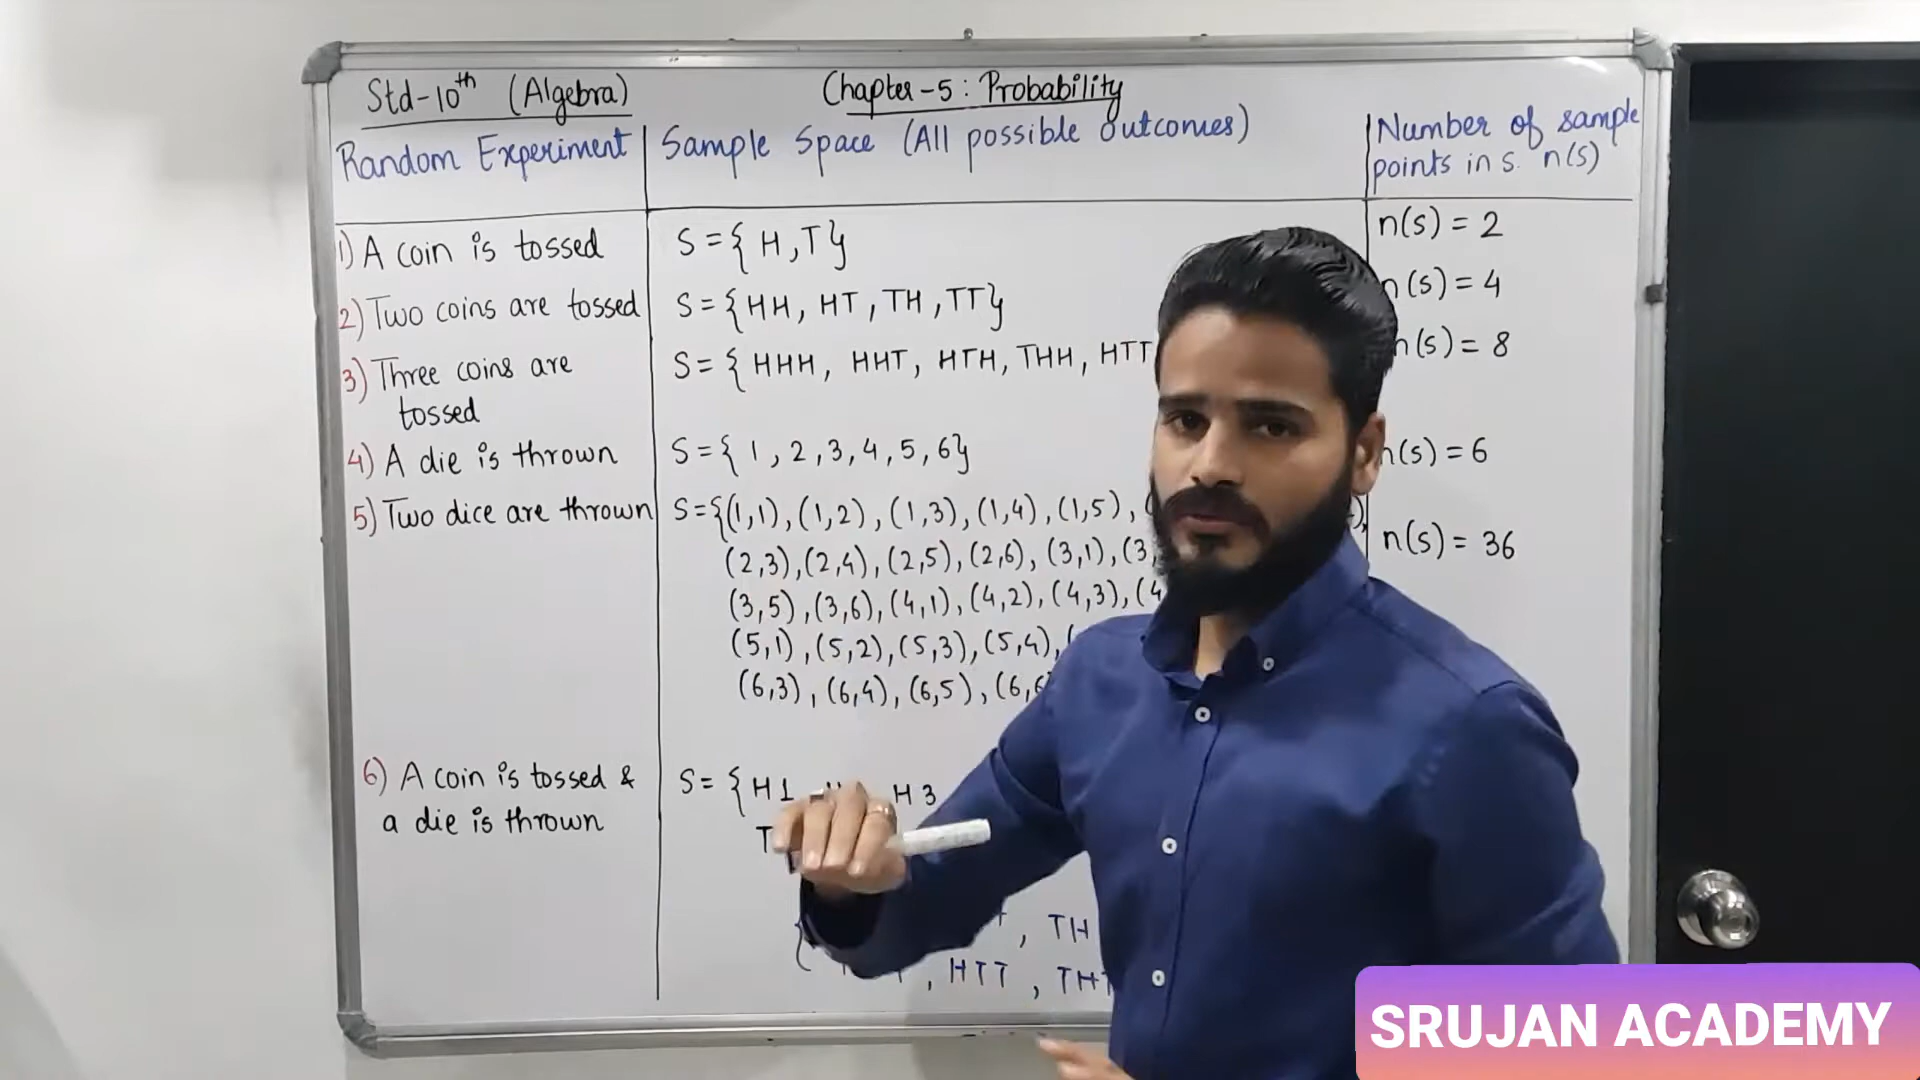 Std-10th (Algebra)
Chapter-5: Probability
Random Experiment
Sample Space (All possible outcomes)
Number of sample
points in s. n(s)
1) A coin is tossed
S = { H, T }
n(s) = 2
2) Two coins are tossed
S = { HH, HT, TH, TT }
n(s) = 4
3) Three coins are
tossed
S = { HHH, HHT, HTH, THH, HTT
n(s) = 8
4) A die is thrown
S = { 1, 2, 3, 4, 5, 6 }
n(s) = 6
5) Two dice are thrown
S = {(1,1), (1,2), (1,3), (1,4), (1,5), (
(2,3), (2,4), (2,5), (2,6), (3,1), (3,
(3,5), (3,6), (4,1), (4,2), (4,3), (4
(5,1), (5,2), (5,3), (5,4),
(6,3), (6,4), (6,5), (6,6
n(s) = 36
6) A coin is tossed &
a die is thrown
S = { H1 H3
T
, TH
, HTT , THT
SRUJAN ACADEMY